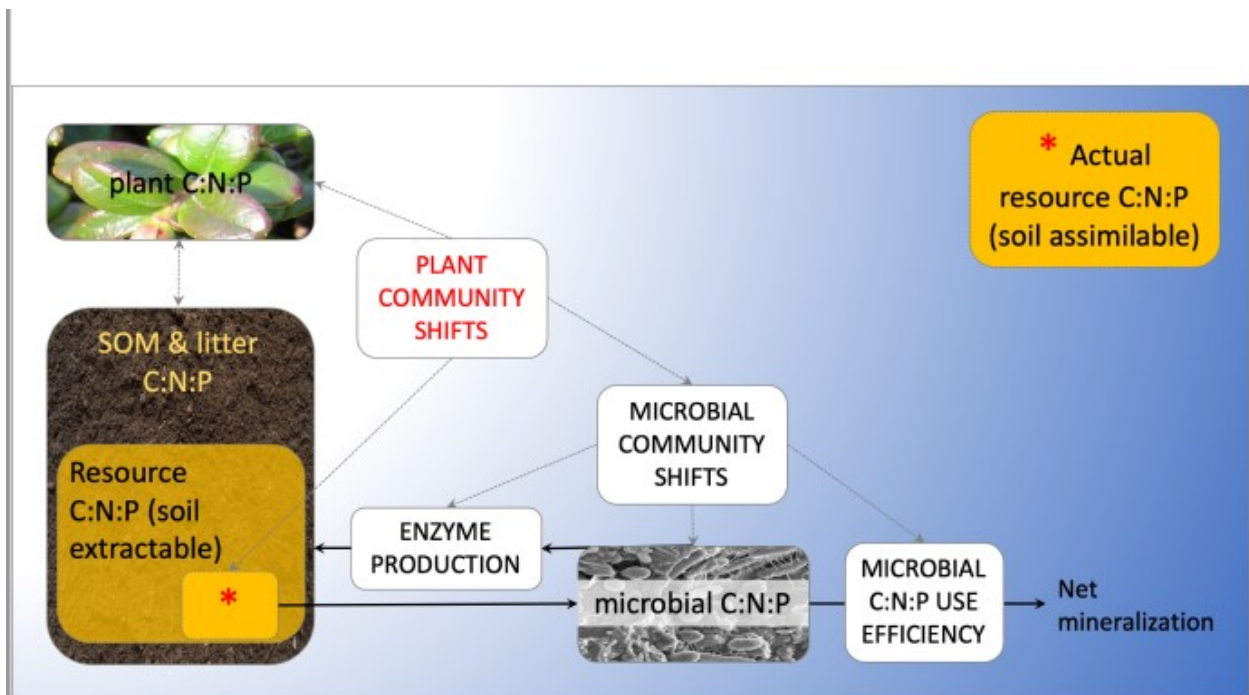 plant C:N:P
* Actual
resource C:N:P
(soil assimilable)
PLANT
COMMUNITY
SHIFTS
SOM & litter
C:N:P
MICROBIAL
COMMUNITY
SHIFTS
Resource
C:N:P (soil
extractable)
ENZYME
PRODUCTION
*
microbial C:N:P
MICROBIAL
C:N:P USE
EFFICIENCY
Net
mineralization